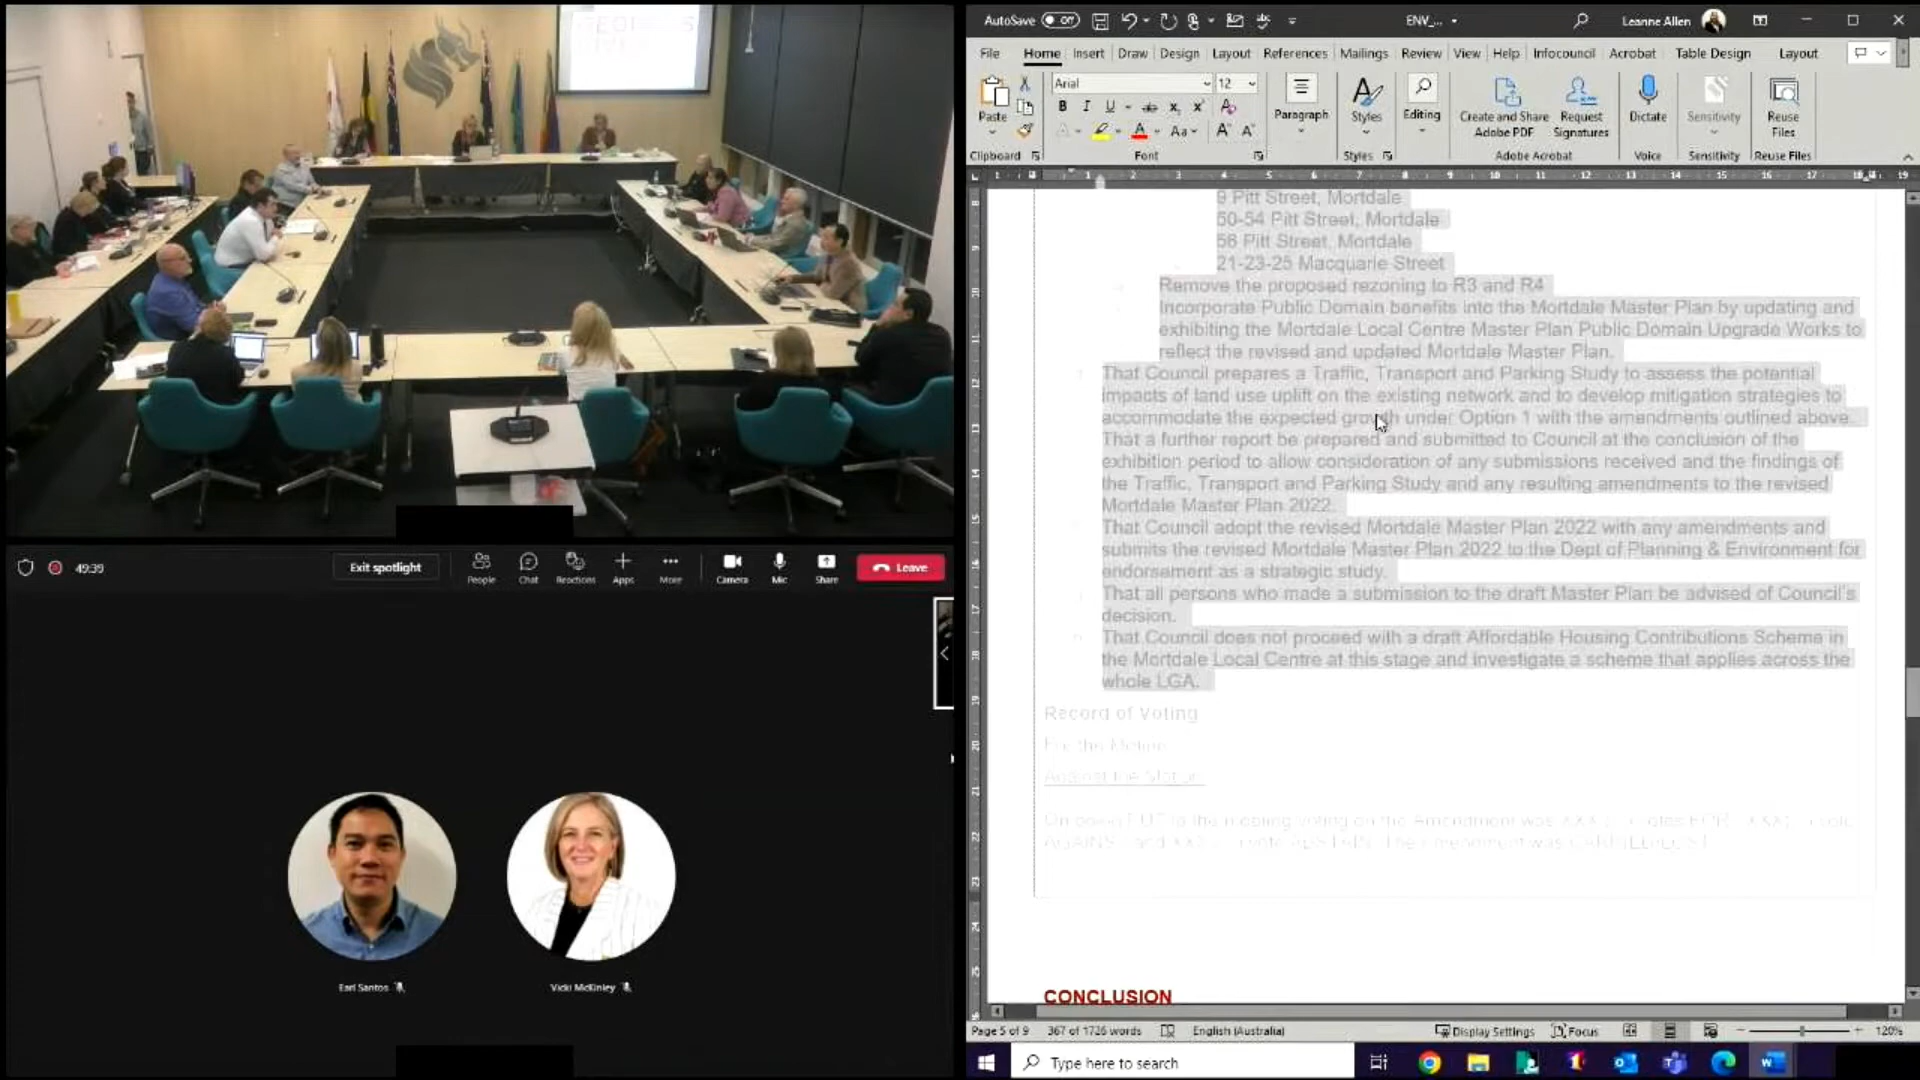 AutoSave Off
ENV_...
Leanne Allen
File Home Insert Draw Design Layout References Mailings Review View Help Infocouncil Acrobat Table Design Layout
Paste
Arial
12
Paragraph
Styles
Editing
Create and Share
Adobe PDF
Request
Signatures
Dictate
Sensitivity
Reuse
Files
Clipboard
Font
Styles
Adobe Acrobat
Voice
Sensitivity
Reuse Files
9 Pitt Street, Mortdale
50-54 Pitt Street, Mortdale
56 Pitt Street, Mortdale
21-23-25 Macquarie Street
Remove the proposed rezoning to R3 and R4
Incorporate Public Domain benefits into the Mortdale Master Plan by updating and
exhibiting the Mortdale Local Centre Master Plan Public Domain Upgrade Works to
reflect the revised and updated Mortdale Master Plan.
That Council prepares a Traffic, Transport and Parking Study to assess the potential
impacts of land use uplift on the existing network and to develop mitigation strategies to
accommodate the expected growth under Option 1 with the amendments outlined above.
That a further report be prepared and submitted to Council at the conclusion of the
exhibition period to allow consideration of any submissions received and the findings of
the Traffic, Transport and Parking Study and any resulting amendments to the revised
Mortdale Master Plan 2022.
That Council adopt the revised Mortdale Master Plan 2022 with any amendments and
submits the revised Mortdale Master Plan 2022 to the Dept of Planning & Environment for
endorsement as a strategic study.
That all persons who made a submission to the draft Master Plan be advised of Council's
decision.
That Council does not proceed with a draft Affordable Housing Contributions Scheme in
the Mortdale Local Centre at this stage and investigate a scheme that applies across the
whole LGA.
Record of Voting
For the Motion
Against the Motion
CONCLUSION
Page 5 of 9 367 of 1726 words English (Australia) Display Settings Focus 120%
Type here to search
49:39
Exit spotlight
People
Chat
Reactions
Apps
More
Camera
Mic
Share
Leave
Earl Santos
Vicki McKinley